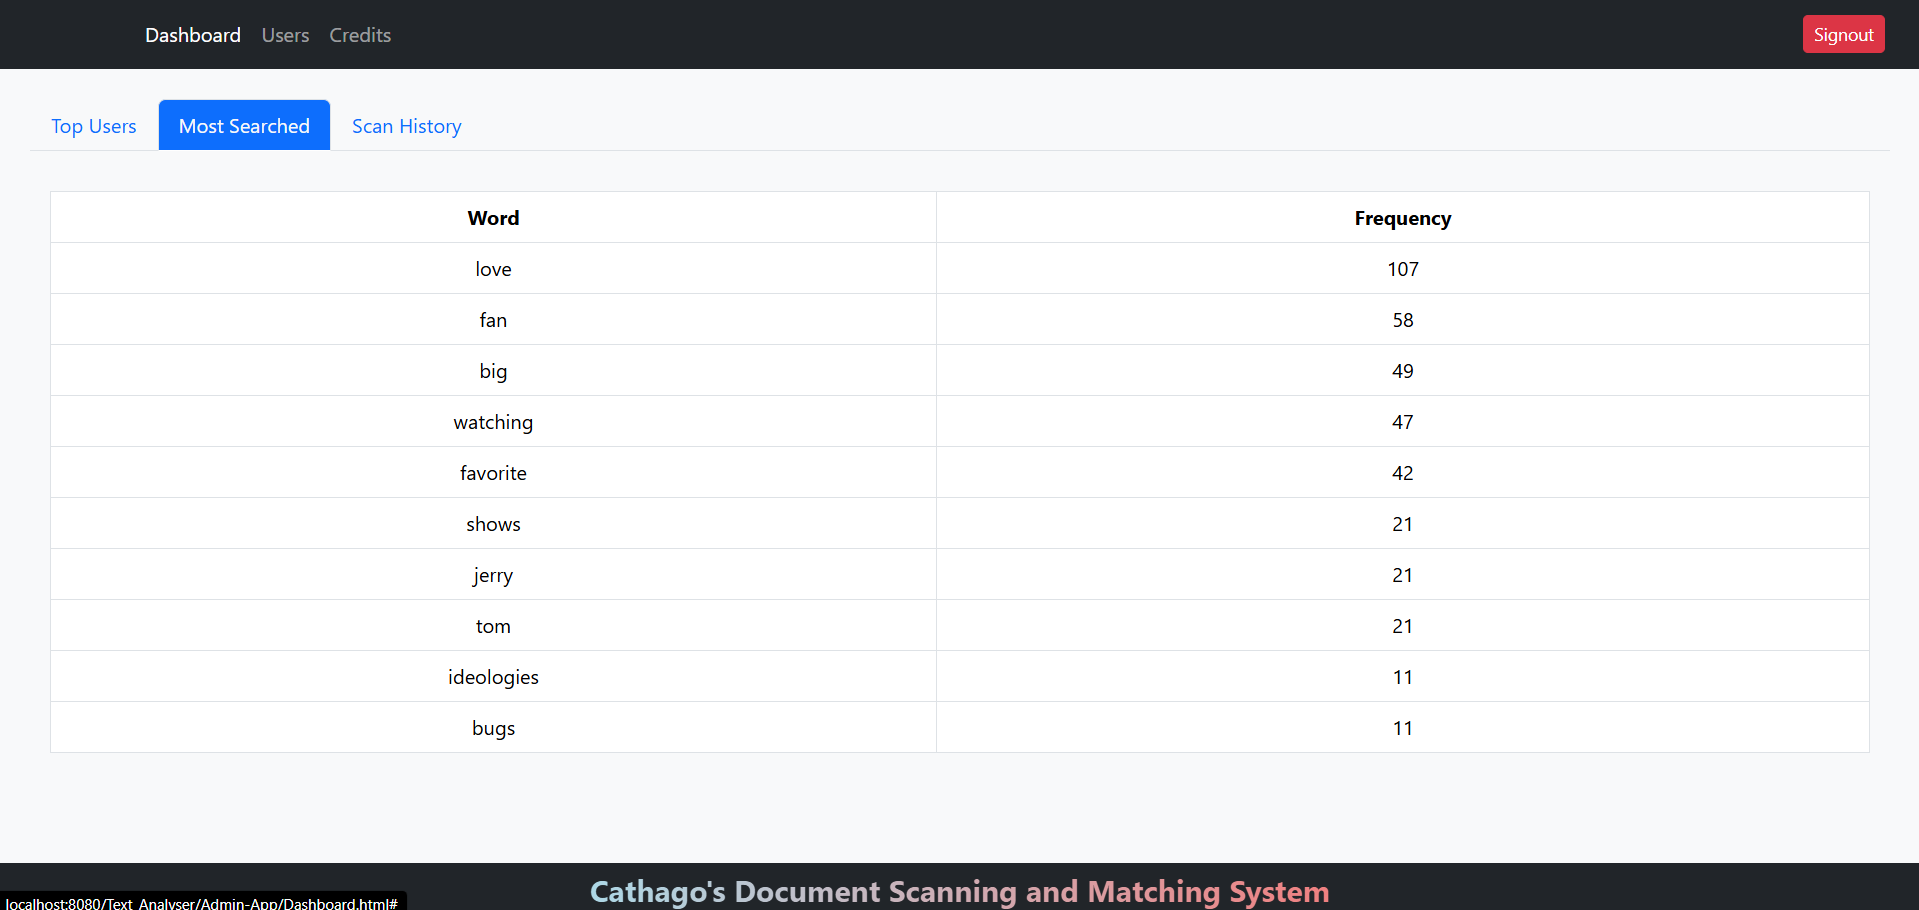 Dashboard Users Credits Signout
Top Users Most Searched Scan History
Word Frequency
love 107
fan 58
big 49
watching 47
favorite 42
shows 21
jerry 21
tom 21
ideologies 11
bugs 11
Cathago's Document Scanning and Matching System
localhost:8080/Text_Analyser/Admin-App/Dashboard.html#